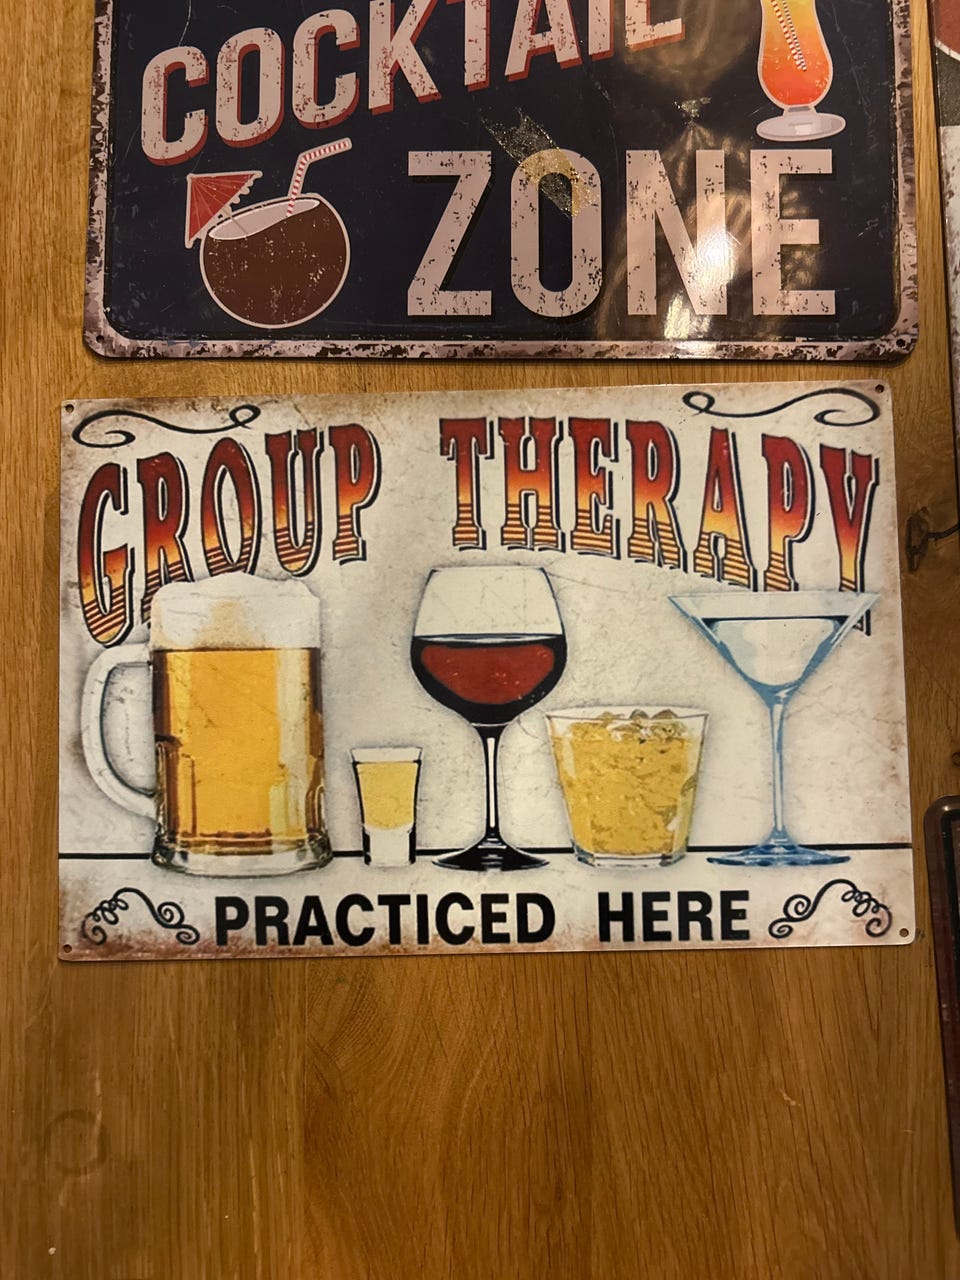 COCKTAIL
ZONE
GROUP THERAPY
PRACTICED HERE